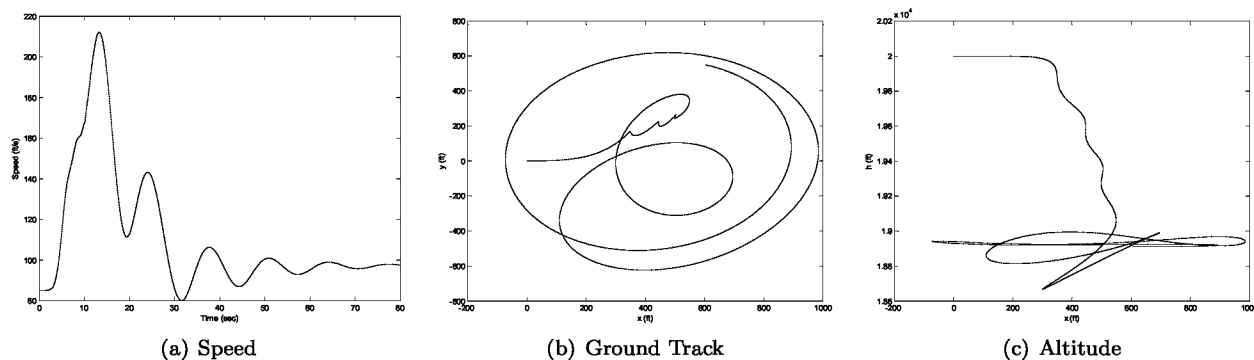 220
200
180
160
140
120
100
80
Speed (ft/s)
0 10 20 30 40 50 60 70 80
Time (sec)
(a) Speed
800
600
400
200
0
-200
-400
-600
-800
y (ft)
-200 0 200 400 600 800 1000
x (ft)
(b) Ground Track
x 10^4
2.02
2
1.98
1.96
1.94
1.92
1.9
1.88
1.86
h (ft)
-200 0 200 400 600 800 100
x (ft)
(c) Altitude